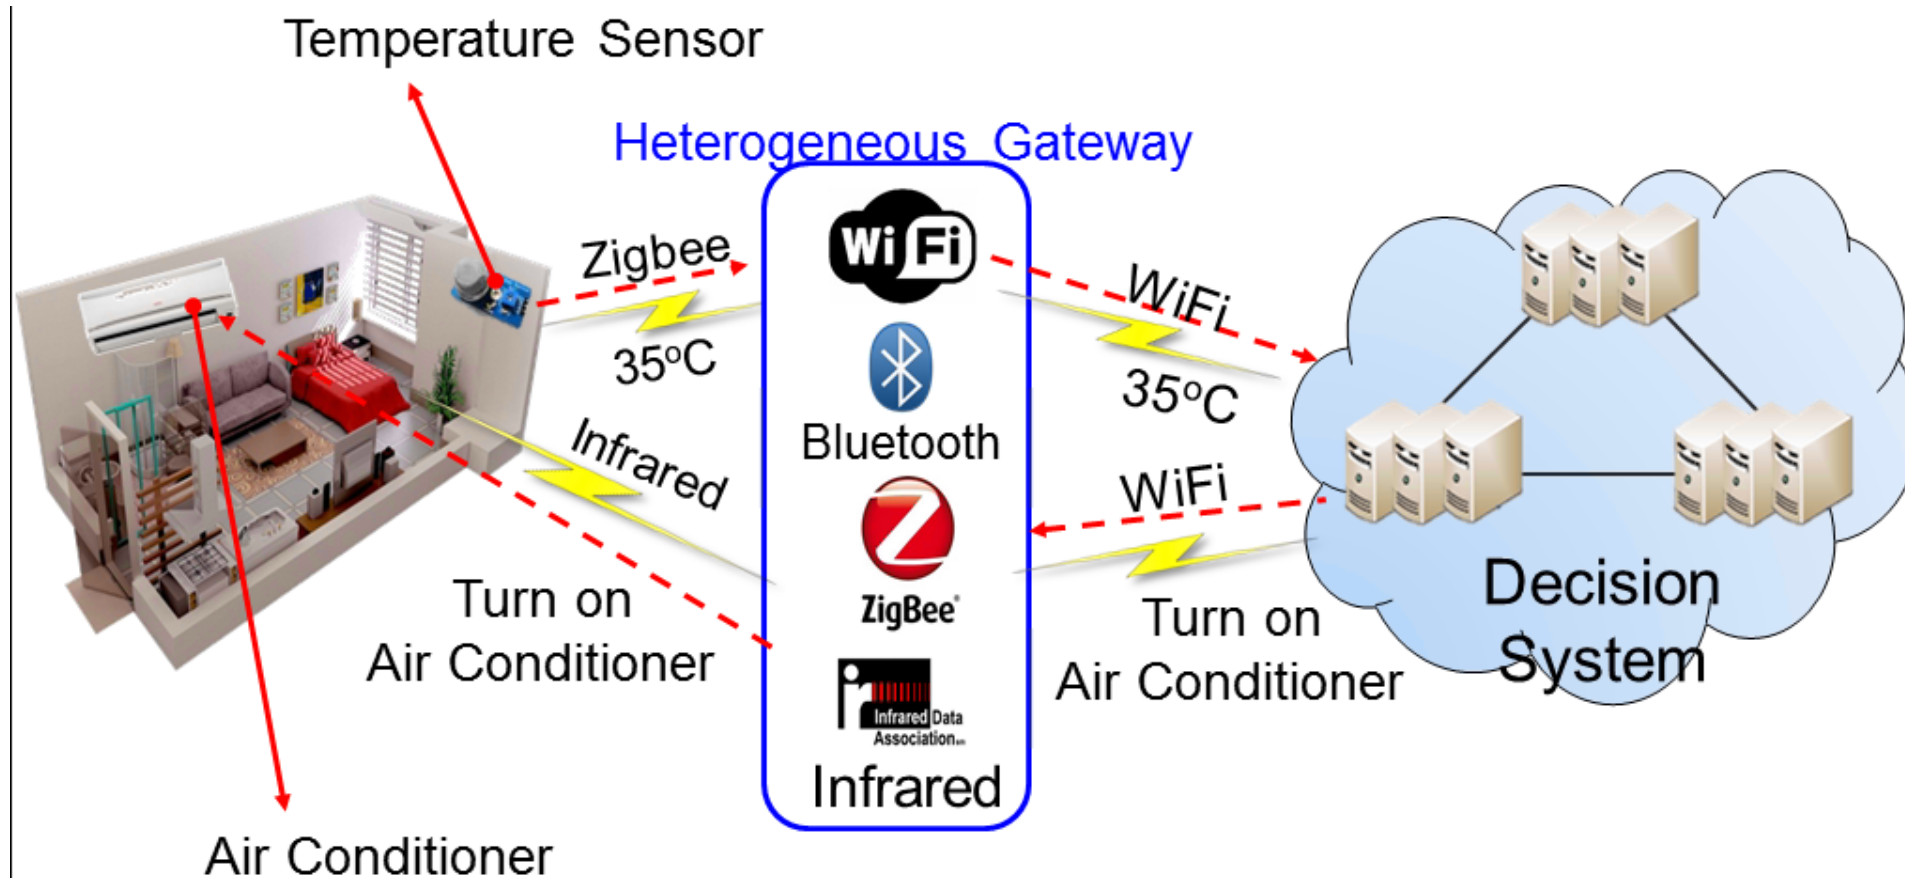 Temperature Sensor
Heterogeneous Gateway
Zigbee
35°C
Infrared
Turn on
Air Conditioner
Air Conditioner
WiFi
Bluetooth
ZigBee®
ir
Infrared Data
Association
Infrared
WiFi
35°C
WiFi
Turn on
Air Conditioner
Decision
System